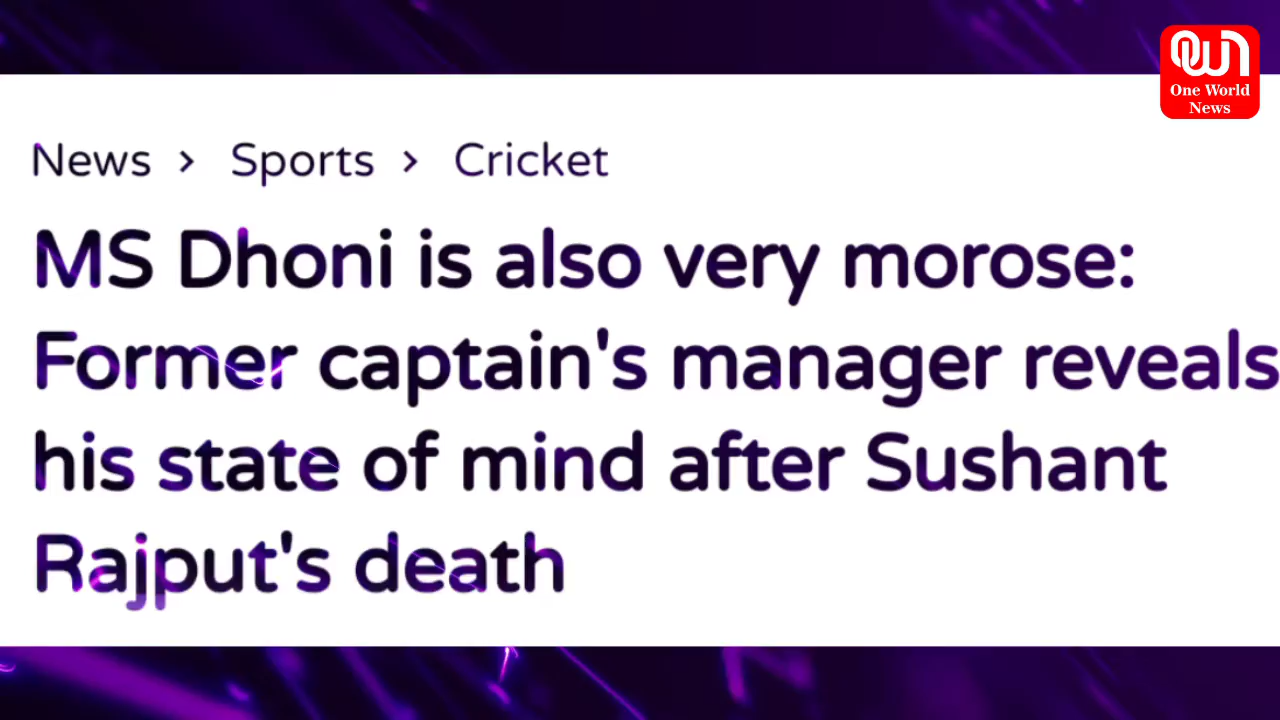 One World
News
News > Sports > Cricket
MS Dhoni is also very morose:
Former captain's manager reveals
his state of mind after Sushant
Rajput's death